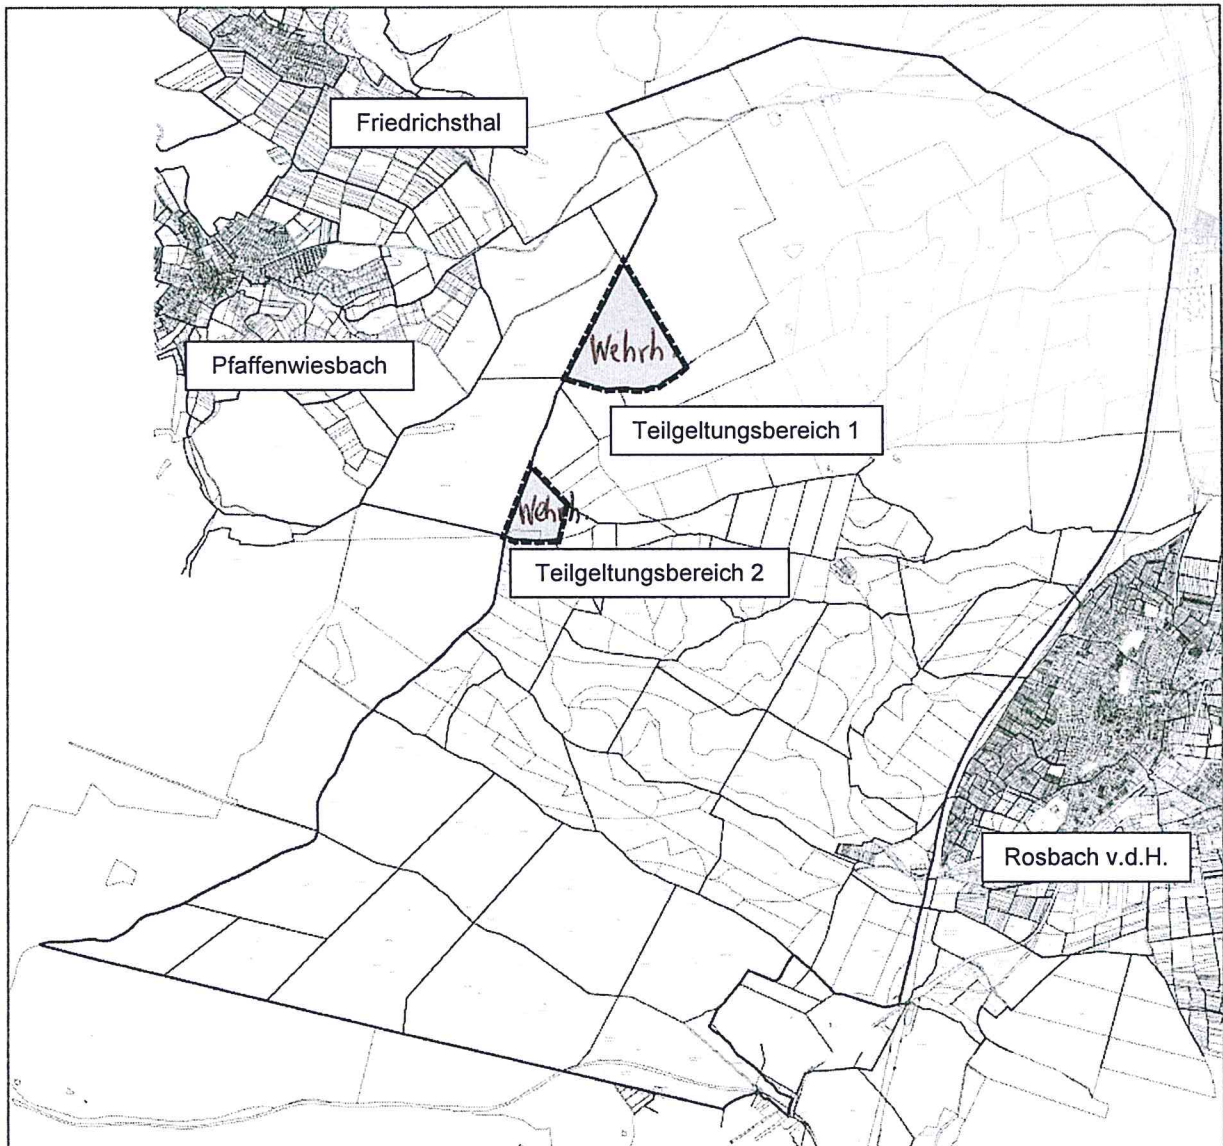 Friedrichsthal
Pfaffenwiesbach
Wehrh.
Teilgeltungsbereich 1
Wehrh.
Teilgeltungsbereich 2
Rosbach v.d.H.